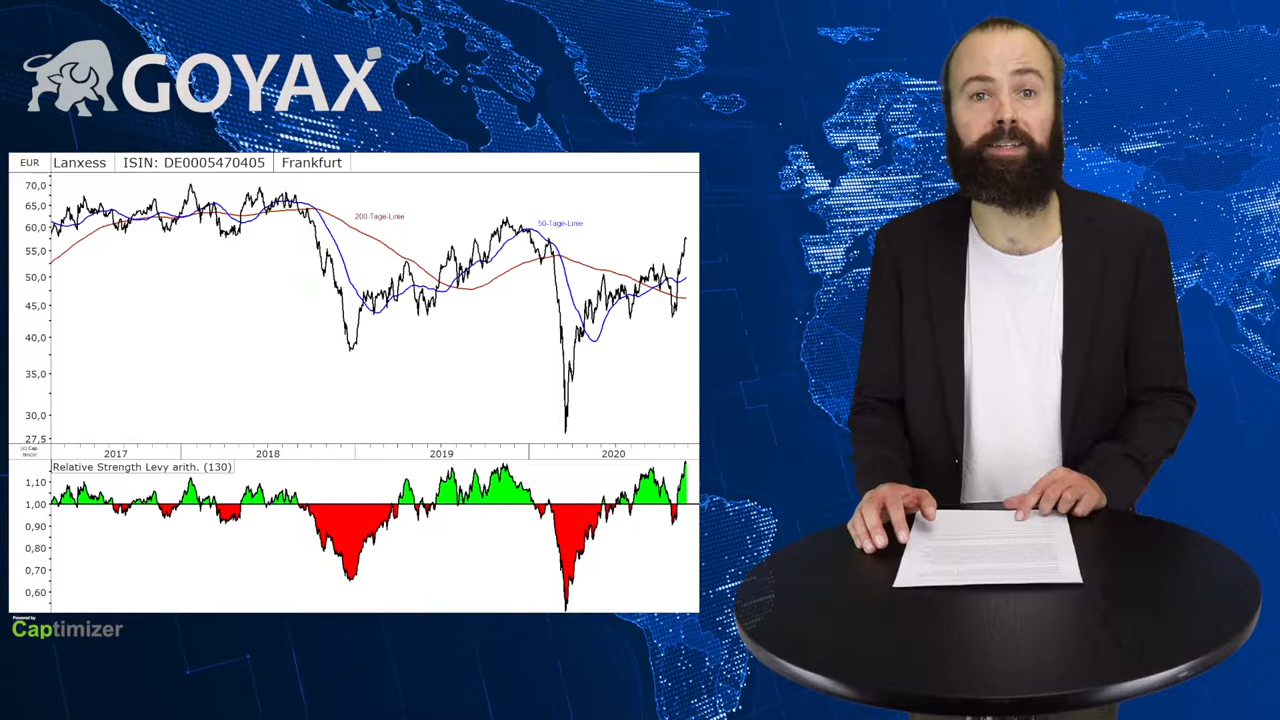 GOYAX
EUR Lanxess ISIN: DE0005470405 Frankfurt
70,0
65,0
60,0
55,0
50,0
45,0
40,0
35,0
30,0
27,5
200-Tage-Linie
50-Tage-Linie
2017 2018 2019 2020
Relative Strength Levy arith. (130)
1,10
1,00
0,90
0,80
0,70
0,60
Powered by
Captimizer